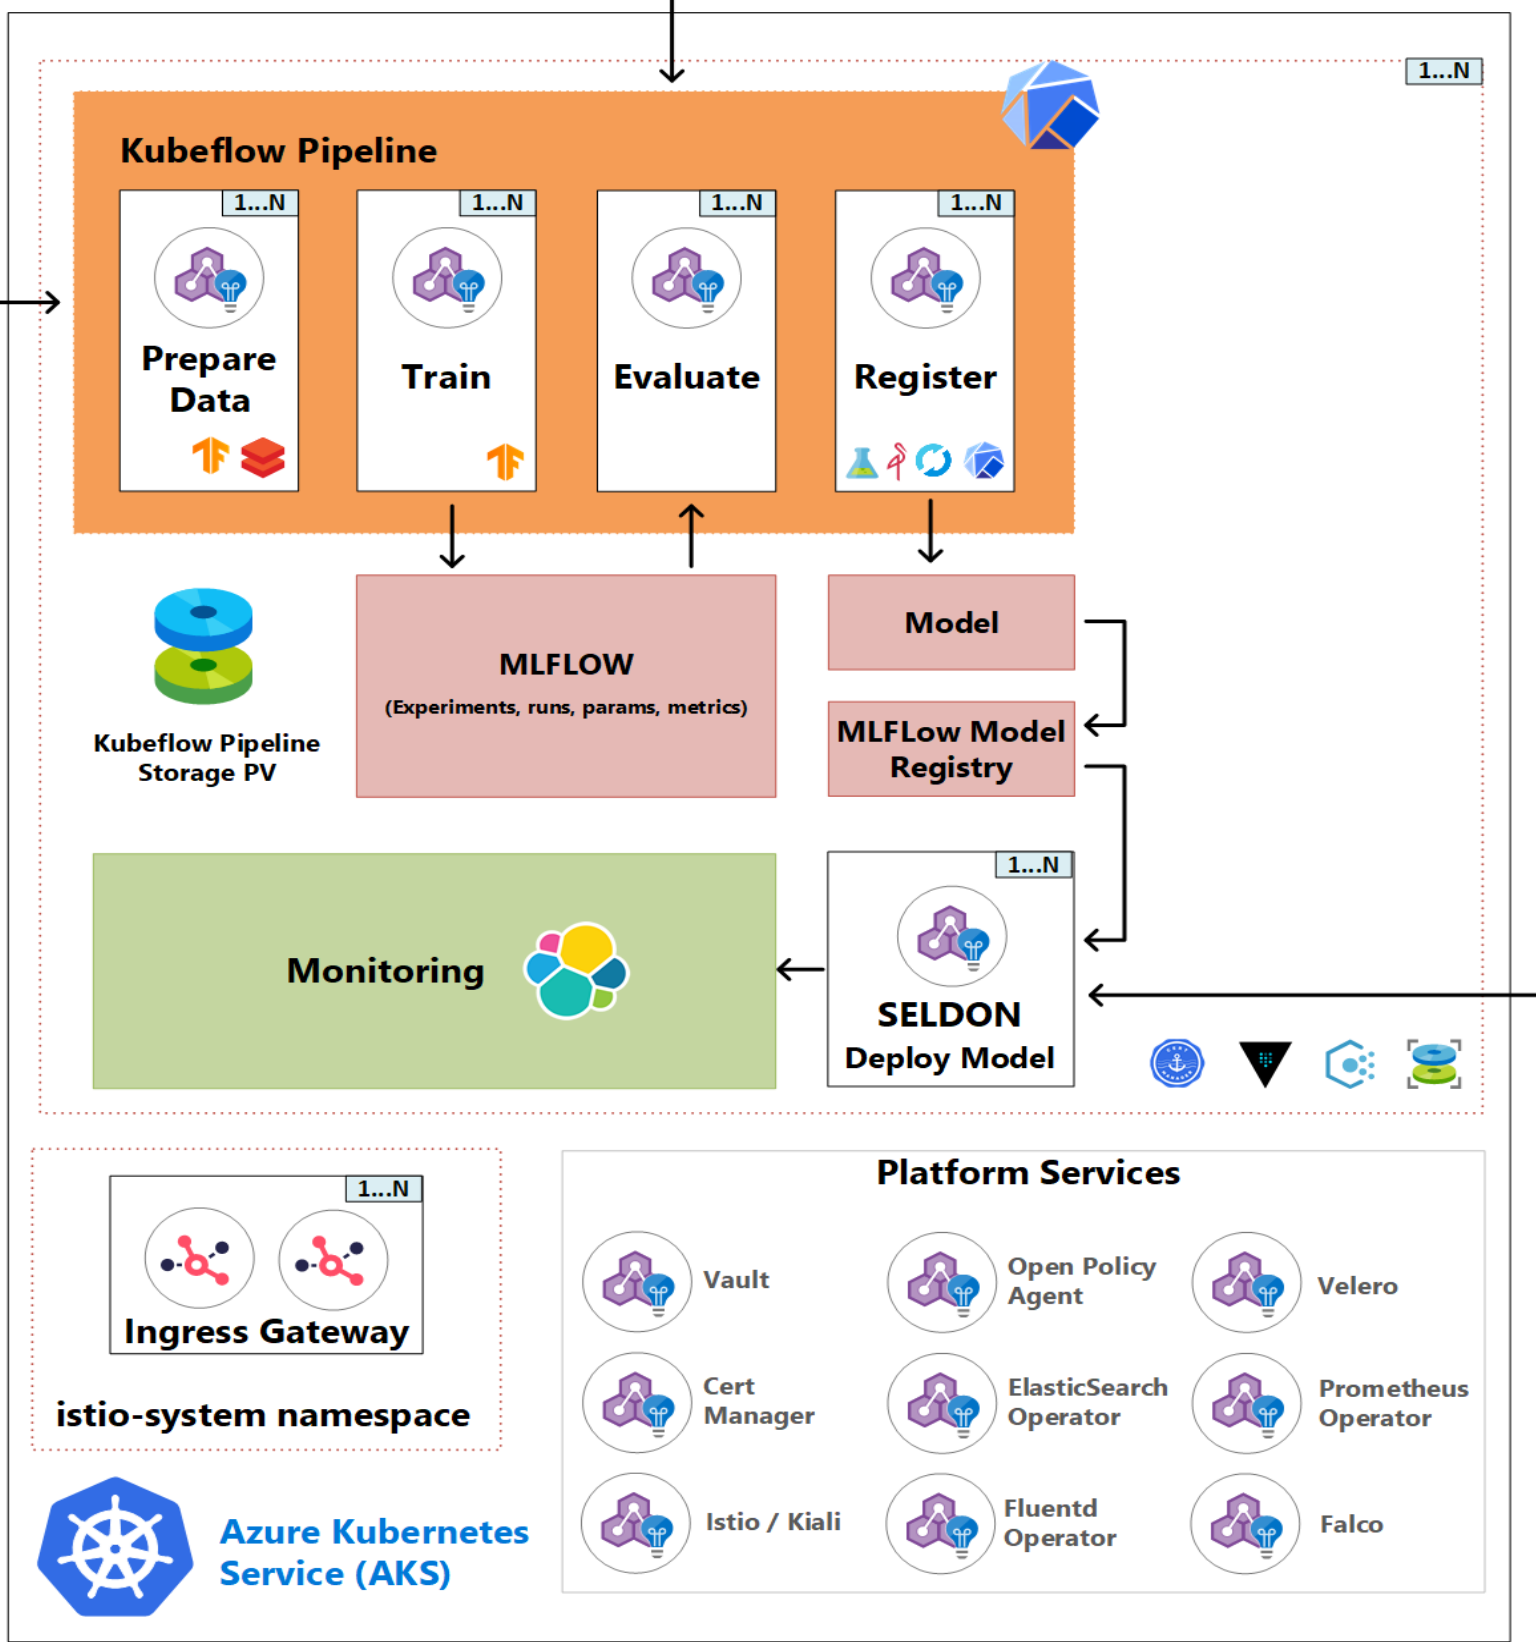 1...N
Kubeflow Pipeline
1...N
1...N
1...N
1...N
Prepare
Data
Train
Evaluate
Register
Kubeflow Pipeline
Storage PV
MLFLOW
(Experiments, runs, params, metrics)
Model
MLFLow Model
Registry
Monitoring
1...N
SELDON
Deploy Model
1...N
Ingress Gateway
istio-system namespace
Azure Kubernetes
Service (AKS)
Platform Services
Vault
Open Policy
Agent
Velero
Cert
Manager
ElasticSearch
Operator
Prometheus
Operator
Istio / Kiali
Fluentd
Operator
Falco